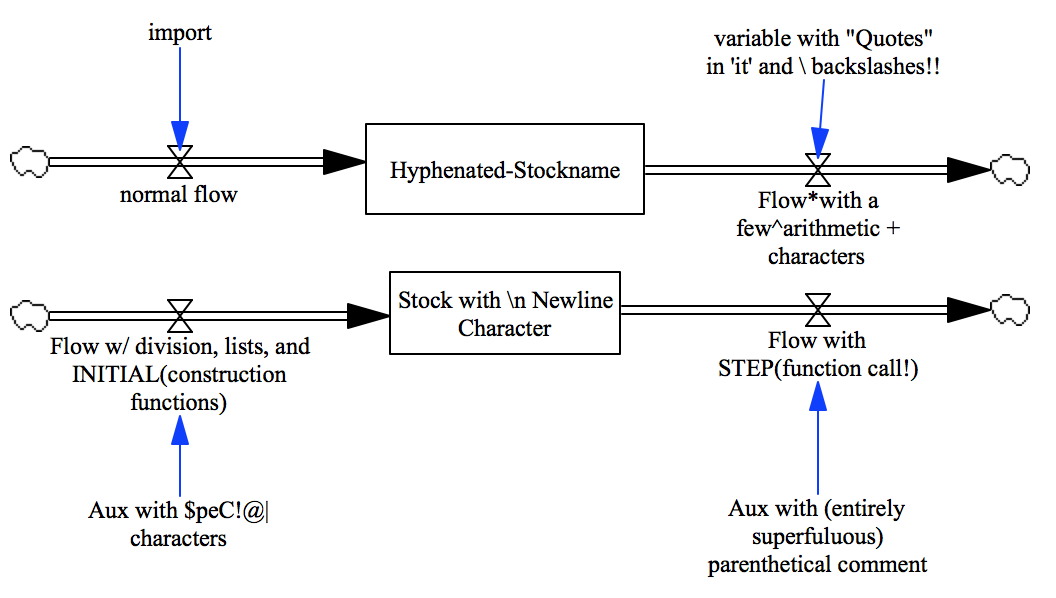 import
variable with "Quotes"
in 'it' and \ backslashes!!
Hyphenated-Stockname
normal flow
Flow*with a
few^arithmetic +
characters
Stock with \n Newline
Character
Flow w/ division, lists, and
INITIAL(construction
functions)
Flow with
STEP(function call!)
Aux with $peC!@|
characters
Aux with (entirely
superfuluous)
parenthetical comment